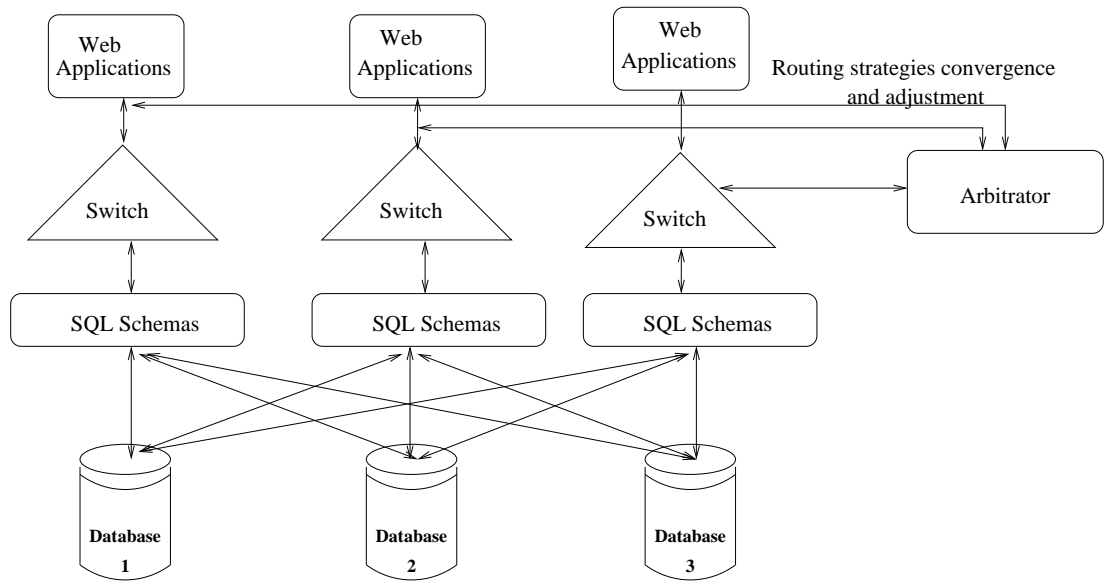 Web
Applications
Web
Applications
Web
Applications
Routing strategies convergence
and adjustment
Switch
Switch
Switch
Arbitrator
SQL Schemas
SQL Schemas
SQL Schemas
Database
1
Database
2
Database
3